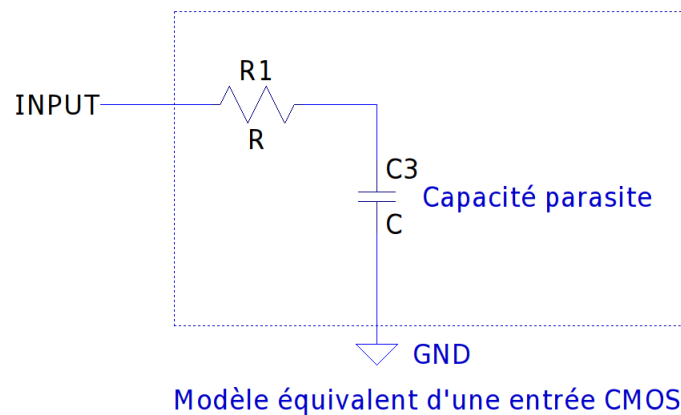 R1
INPUT
R
C3
Capacité parasite
C
GND
Modèle équivalent d'une entrée CMOS